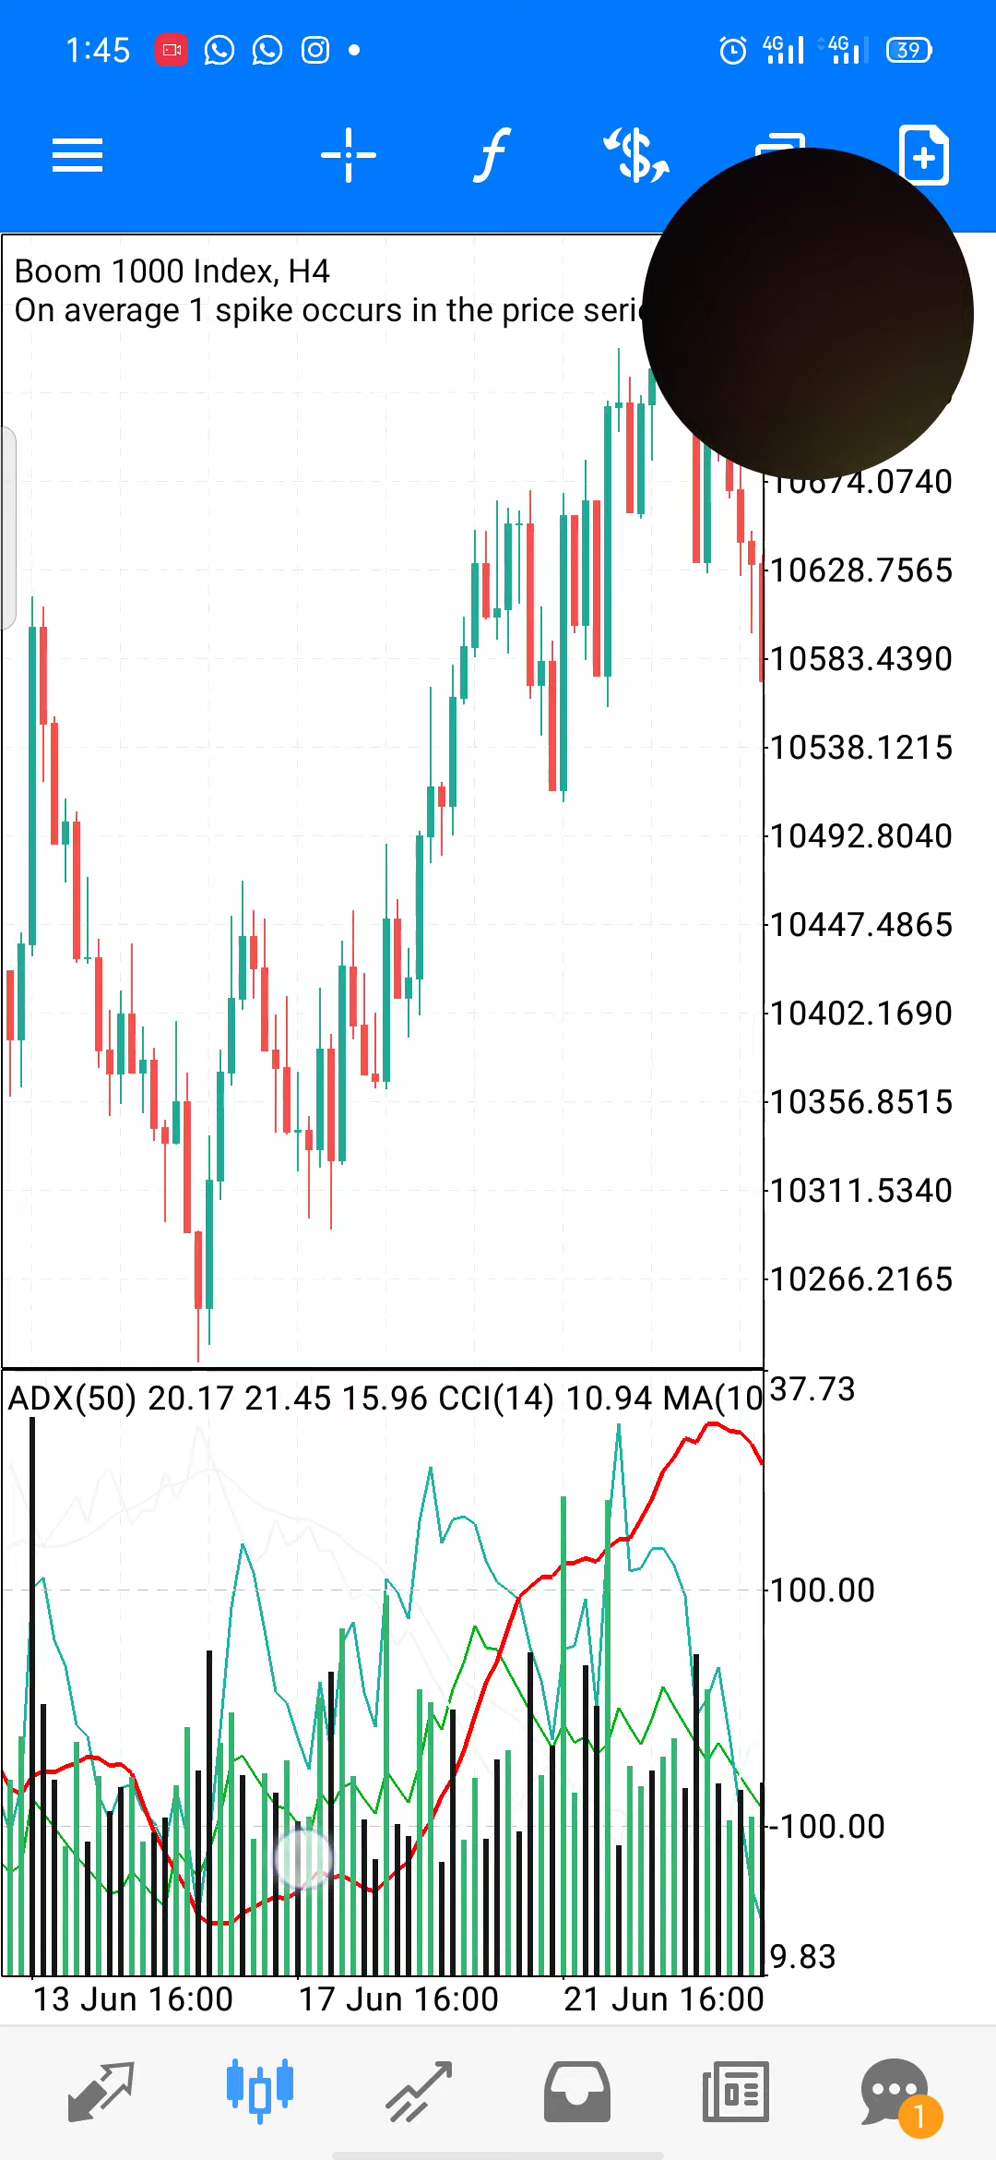 1:45
4G
4G
39
Boom 1000 Index, H4
On average 1 spike occurs in the price
10674.0740
10628.7565
10583.4390
10538.1215
10492.8040
10447.4865
10402.1690
10356.8515
10311.5340
10266.2165
ADX(50) 20.17 21.45 15.96 CCI(14) 10.94 MA(10
37.73
100.00
-100.00
9.83
13 Jun 16:00
17 Jun 16:00
21 Jun 16:00
1